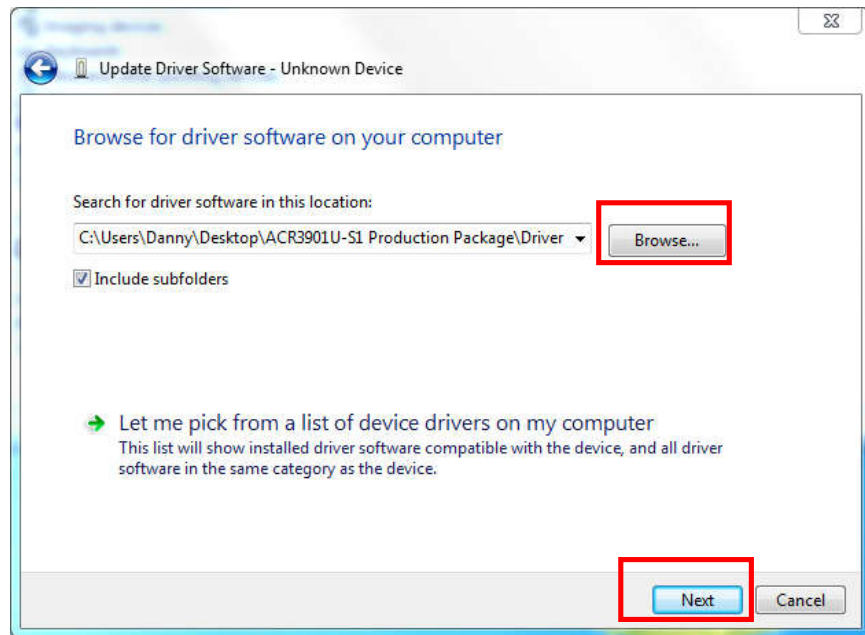 Imaging devices
Update Driver Software - Unknown Device
Browse for driver software on your computer
Search for driver software in this location:
C:\Users\Danny\Desktop\ACR3901U-S1 Production Package\Driver
Browse...
Include subfolders
Let me pick from a list of device drivers on my computer
This list will show installed driver software compatible with the device, and all driver
software in the same category as the device.
Next
Cancel